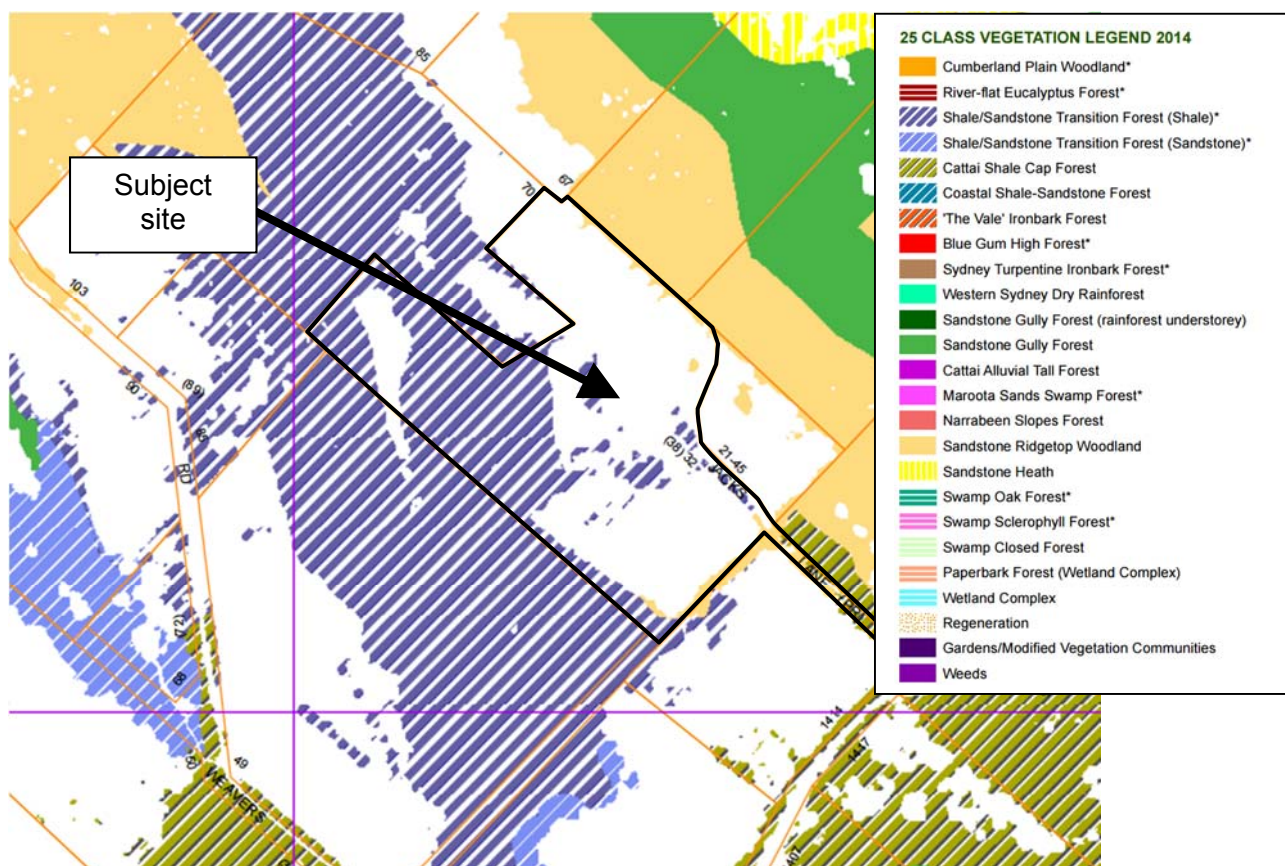 25 CLASS VEGETATION LEGEND 2014
Cumberland Plain Woodland*
River-flat Eucalyptus Forest*
Shale/Sandstone Transition Forest (Shale)*
Shale/Sandstone Transition Forest (Sandstone)*
Cattai Shale Cap Forest
Coastal Shale-Sandstone Forest
'The Vale' Ironbark Forest
Blue Gum High Forest*
Sydney Turpentine Ironbark Forest*
Western Sydney Dry Rainforest
Sandstone Gully Forest (rainforest understorey)
Sandstone Gully Forest
Cattai Alluvial Tall Forest
Maroota Sands Swamp Forest*
Narrabeen Slopes Forest
Sandstone Ridgetop Woodland
Sandstone Heath
Swamp Oak Forest*
Swamp Sclerophyll Forest*
Swamp Closed Forest
Paperbark Forest (Wetland Complex)
Wetland Complex
Regeneration
Gardens/Modified Vegetation Communities
Weeds
Subject
site
85
67
70
103
90
(89)
85
RD
21-45
(38) 32
JACKS
LANE
(72)
68
49
WEAVERS
1414
1417